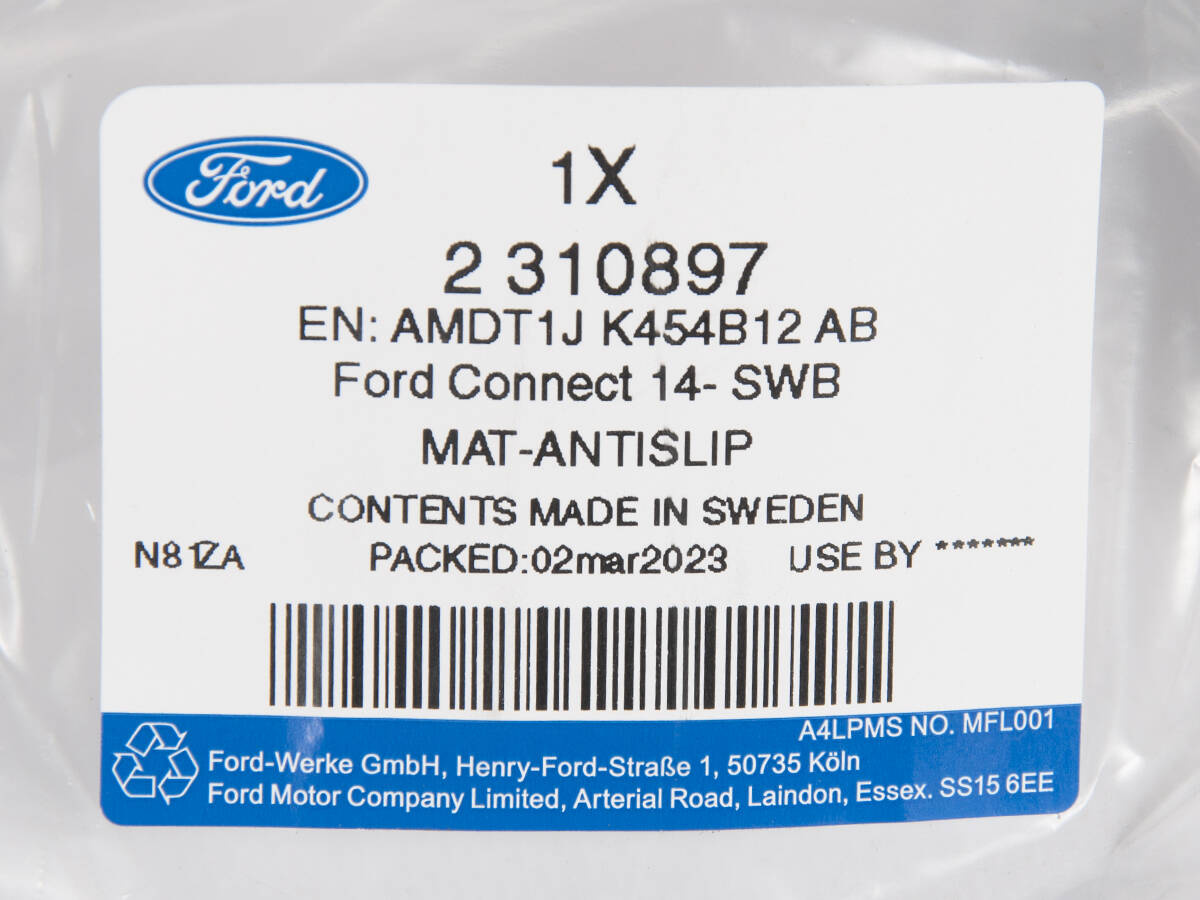 Ford
1X
2 310897
EN: AMDT1J K454B12 AB
Ford Connect 14- SWB
MAT-ANTISLIP
CONTENTS MADE IN SWEDEN
N81ZA PACKED:02mar2023 USE BY *******
A4LPMS NO. MFL001
Ford-Werke GmbH, Henry-Ford-Straße 1, 50735 Köln
Ford Motor Company Limited, Arterial Road, Laindon, Essex. SS15 6EE